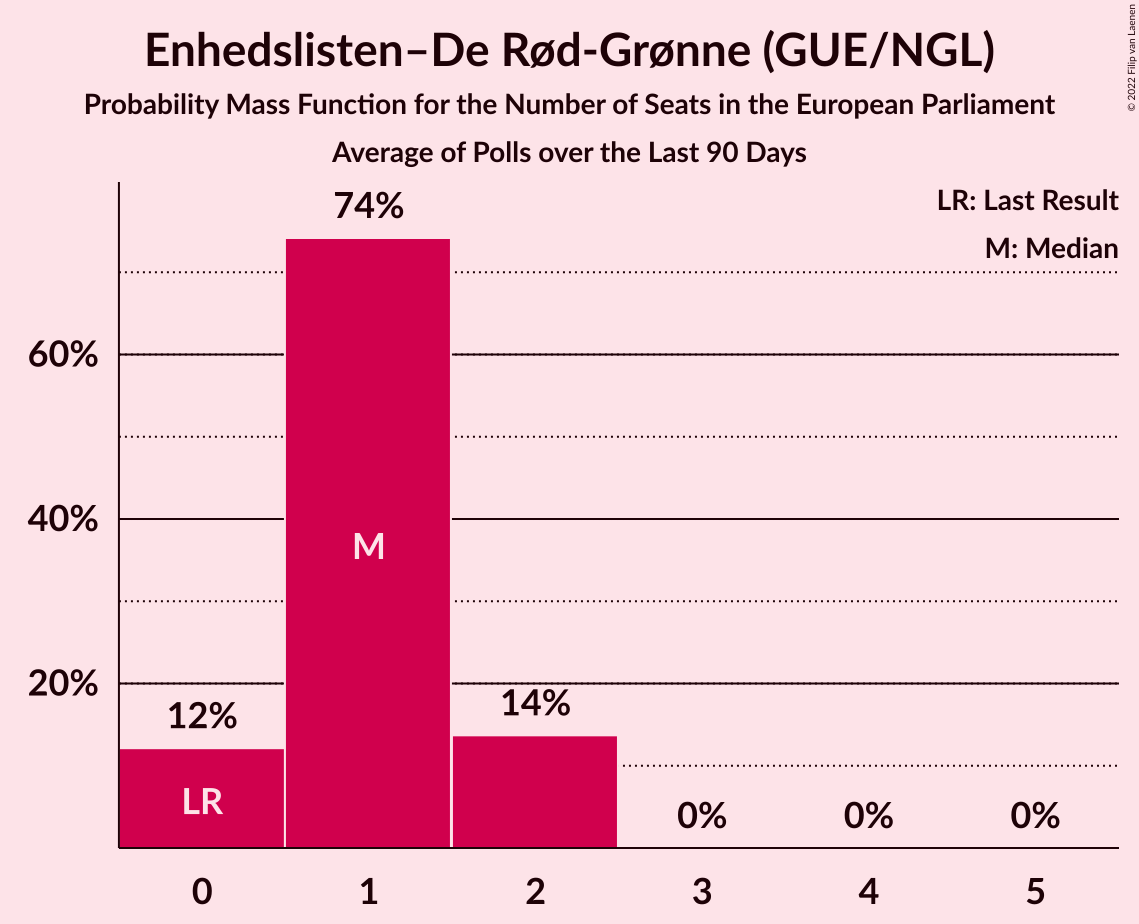 Enhedslisten–De Rød-Grønne (GUE/NGL)
Probability Mass Function for the Number of Seats in the European Parliament
Average of Polls over the Last 90 Days
© 2022 Filip van Laenen
LR: Last Result
M: Median
74%
60%
40%
20%
M
12%
14%
LR
0%
0%
0%
0
1
2
3
4
5